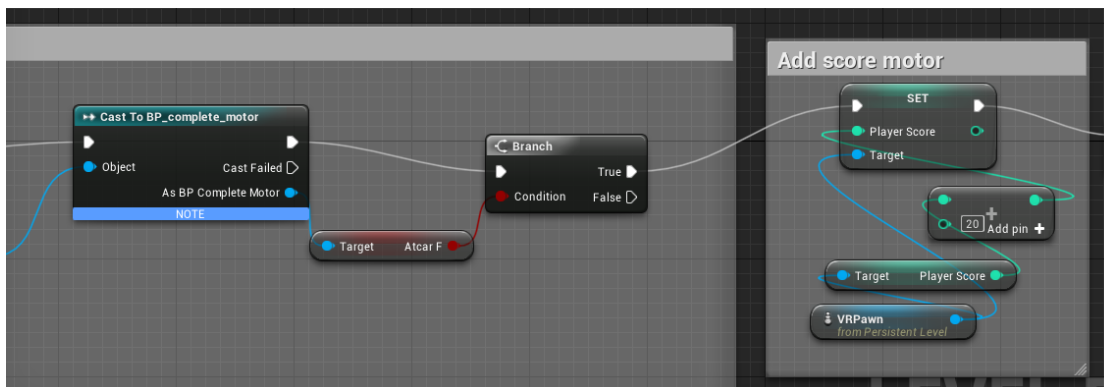 Add score motor
Cast To BP_complete_motor
Object
Cast Failed
As BP Complete Motor
NOTE
Target Atcar F
Branch
True
Condition False
SET
Player Score
Target
20 Add pin
Target Player Score
VRPawn
from Persistent Level